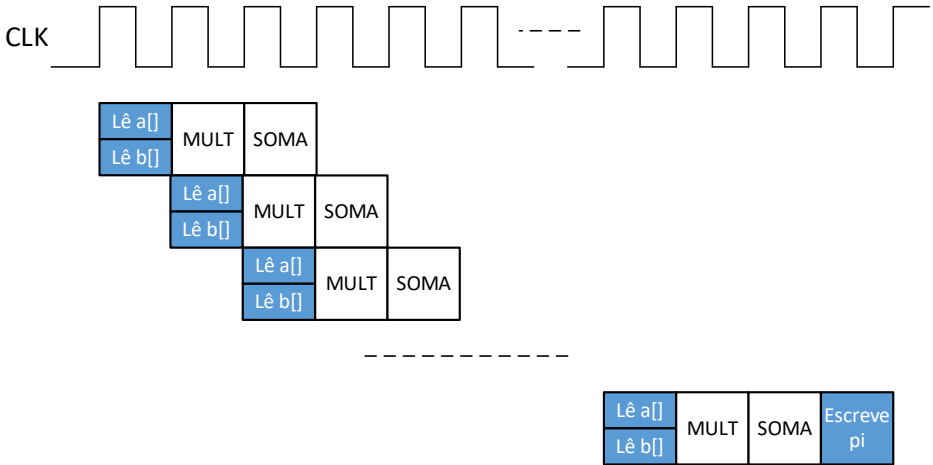 CLK
Lê a[]
Lê b[]
MULT
SOMA
Lê a[]
Lê b[]
MULT
SOMA
Lê a[]
Lê b[]
MULT
SOMA
Lê a[]
Lê b[]
MULT
SOMA
Escreve
pi